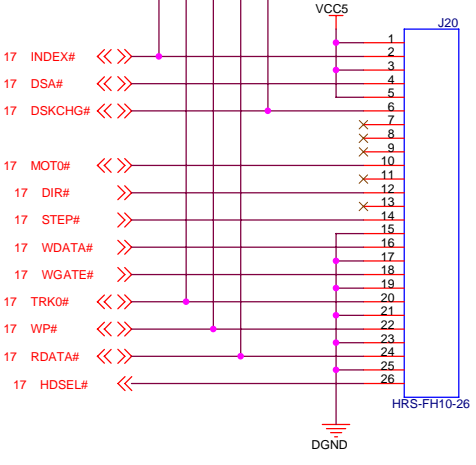 VCC5
J20
1
17 INDEX# 2
3
17 DSA# 4
5
17 DSKCHG# 6
7
8
9
17 MOT0# 10
11
17 DIR# 12
13
17 STEP# 14
15
17 WDATA# 16
17
17 WGATE# 18
19
17 TRK0# 20
21
17 WP# 22
23
17 RDATA# 24
25
17 HDSEL# 26
HRS-FH10-26
DGND